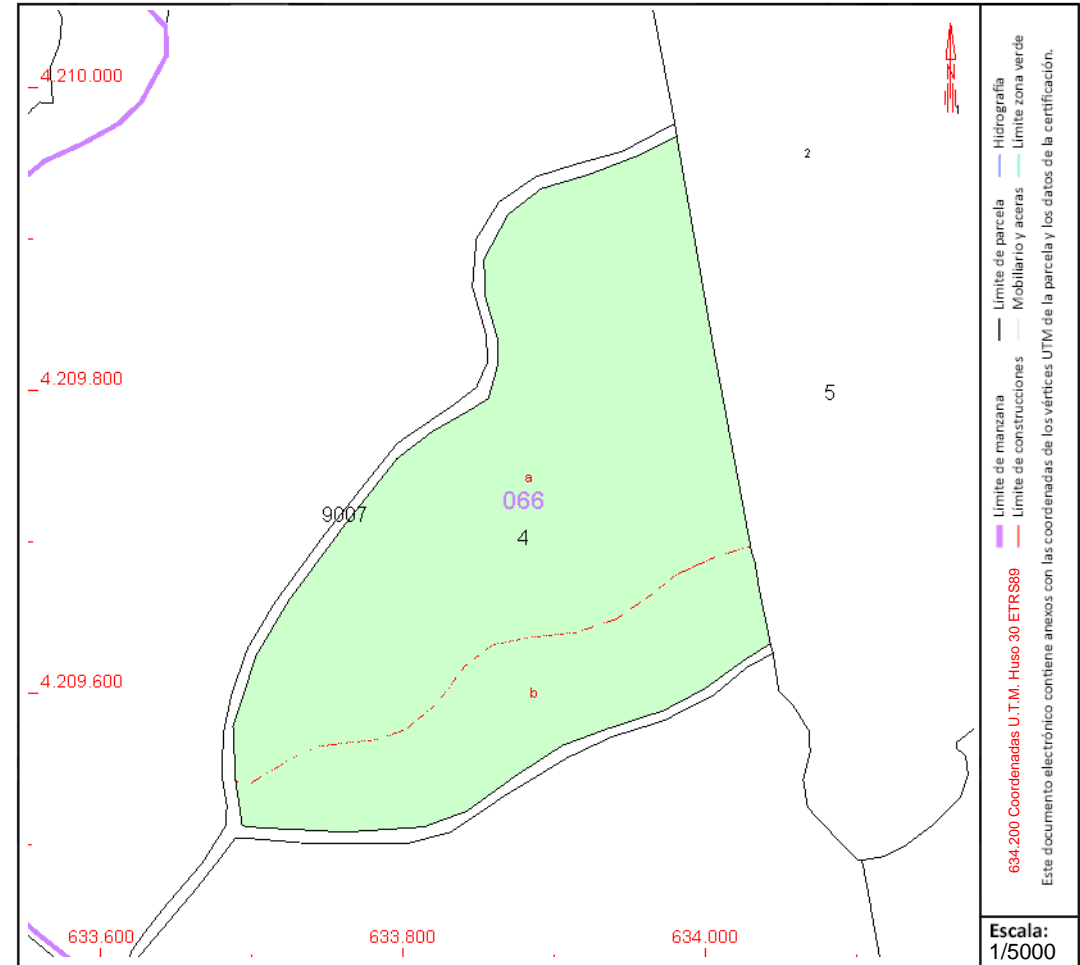 4.210.000
2
4.209.800
5
a
066
9007
4
4.209.600
b
633.600
633.800
634.000
N
1
Hidrografía
Límite zona verde
Límite de parcela
Mobiliario y aceras
Límite de manzana
Límite de construcciones
634.200 Coordenadas U.T.M. Huso 30 ETRS89
Este documento electrónico contiene anexos con las coordenadas de los vértices UTM de la parcela y los datos de la certificación.
Escala:
1/5000